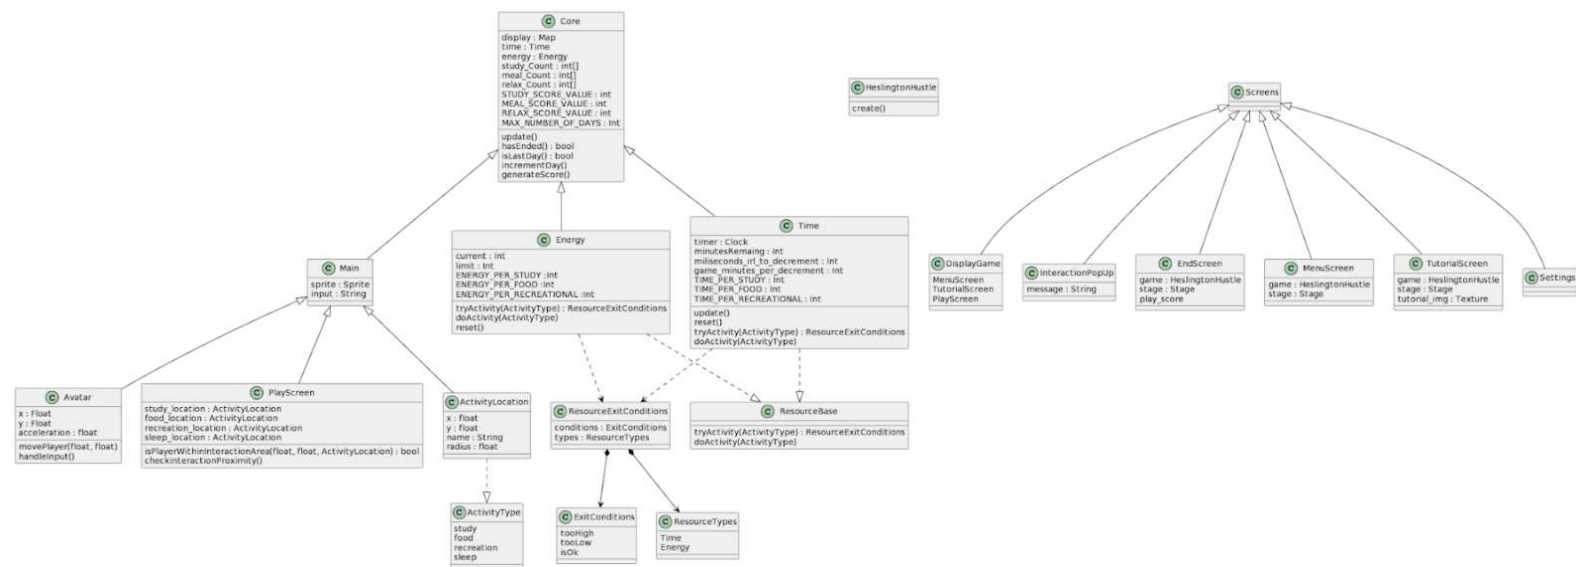 C Core
display : Map
time : Time
energy : Energy
study_Count : int[]
meal_Count : int[]
relax_Count : int[]
STUDY_SCORE_VALUE : int
MEAL_SCORE_VALUE : int
RELAX_SCORE_VALUE : int
MAX_NUMBER_OF_DAYS : Int
update()
hasEnded() : bool
isLastDay() : bool
incrementDay()
generateScore()
C HeslingtonHustle
create()
C Screens
C Main
sprite : Sprite
input : String
C Energy
current : Int
limit : Int
ENERGY_PER_STUDY :Int
ENERGY_PER_FOOD : Int
ENERGY_PER_RECREATIONAL :Int
tryActivity(ActivityType) : ResourceExitConditions
doActivity(ActivityType)
reset()
C Time
timer : Clock
minutesRemaing : Int
miliseconds_irl_to_decrement : Int
game_minutes_per_decrement : Int
TIME_PER_STUDY : Int
TIME_PER_FOOD : Int
TIME_PER_RECREATIONAL : Int
update()
reset()
tryActivity(ActivityType) : ResourceExitConditions
doActivity(ActivityType)
C DisplayGame
MenuScreen
TutorialScreen
PlayScreen
C InteractionPopUp
message : String
C EndScreen
game : HeslingtonHustle
stage : Stage
play_score
C MenuScreen
game : HeslingtonHustle
stage : Stage
C TutorialScreen
game : HeslingtonHustle
stage : Stage
tutorial_img : Texture
C Settings
C Avatar
x : Float
y : Float
acceleration : float
movePlayer(float, float)
handleInput()
C PlayScreen
study_location : ActivityLocation
food_location : ActivityLocation
recreation_location : ActivityLocation
sleep_location : ActivityLocation
isPlayerWithinInteractionArea(float, float, ActivityLocation) : bool
checkinteractionProximity()
C ActivityLocation
x : float
y : float
name : String
radius : float
C ResourceExitConditions
conditions : ExitConditions
types : ResourceTypes
C ResourceBase
tryActivity(ActivityType) : ResourceExitConditions
doActivity(ActivityType)
C ActivityType
study
food
recreation
sleep
C ExitConditions
tooHigh
tooLow
isOk
C ResourceTypes
Time
Energy